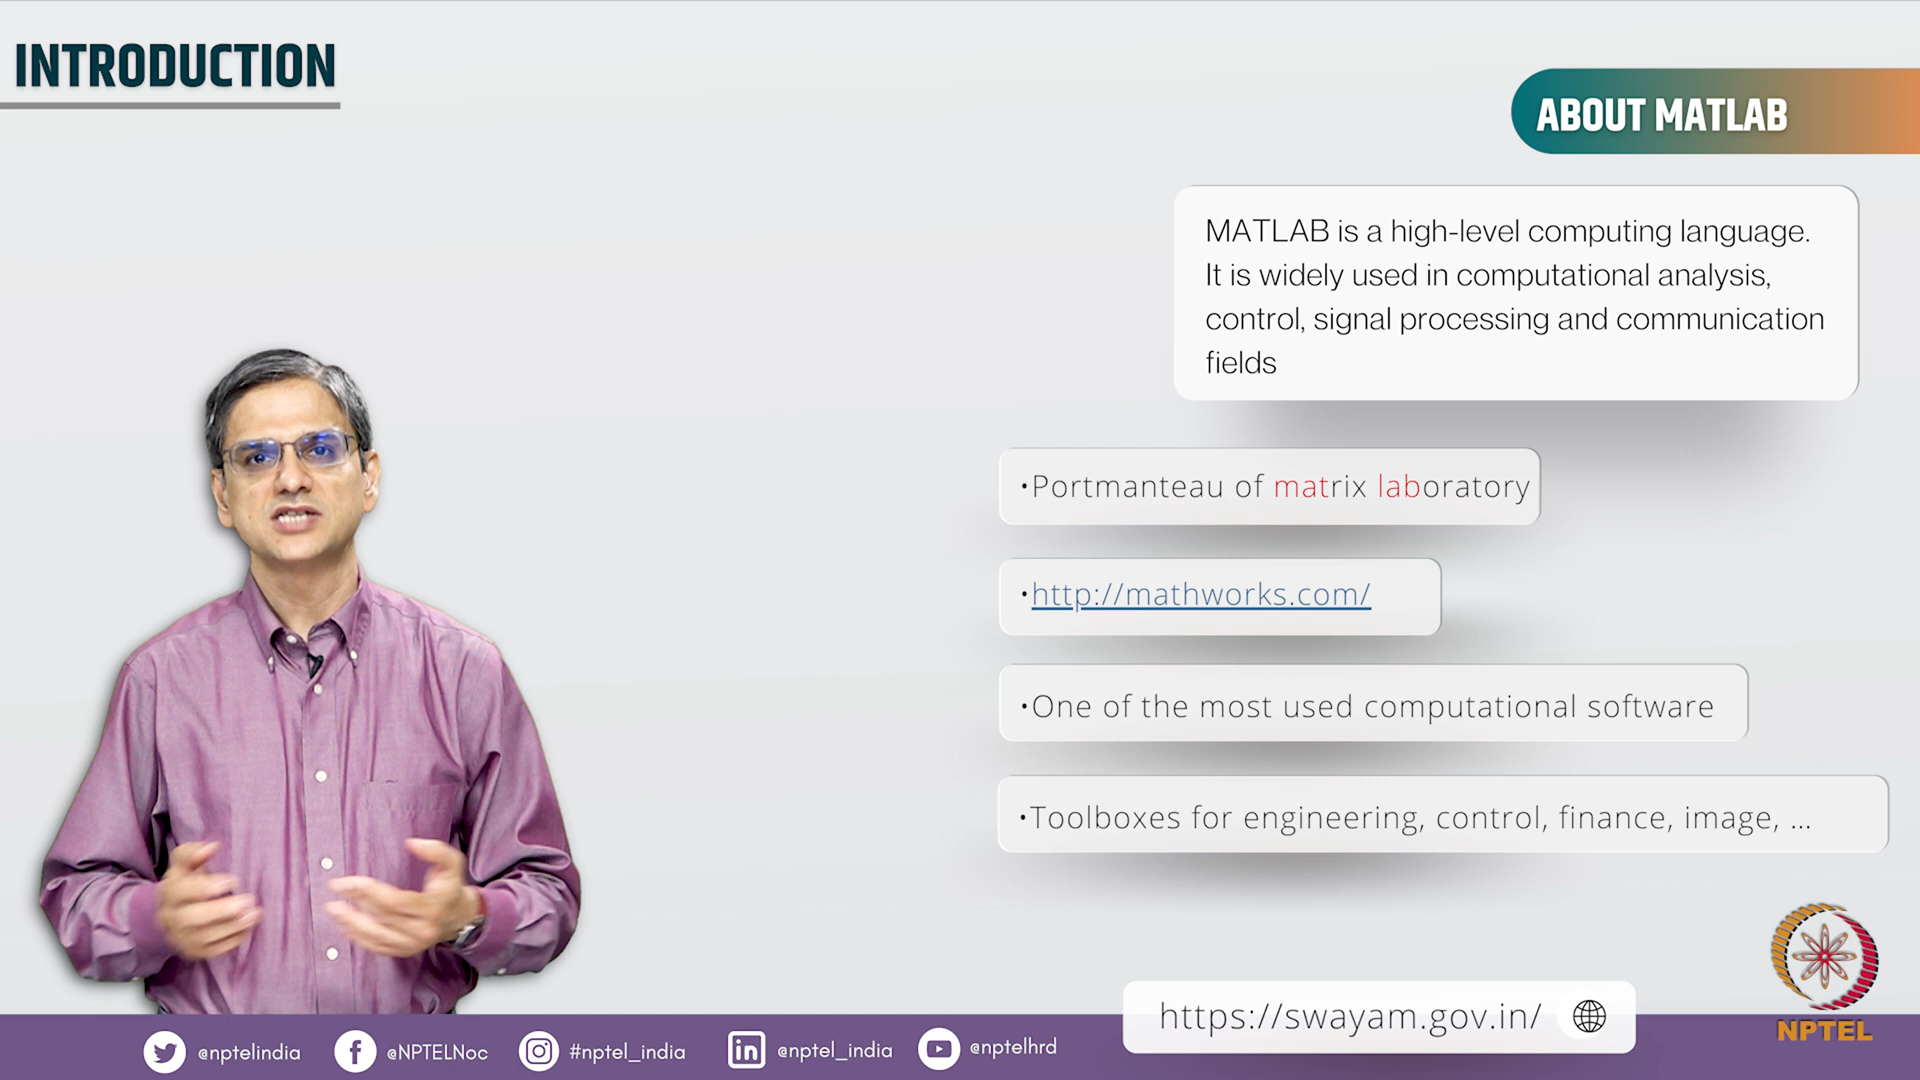 INTRODUCTION
ABOUT MATLAB
MATLAB is a high-level computing language.
It is widely used in computational analysis,
control, signal processing and communication
fields
•Portmanteau of matrix laboratory
•http://mathworks.com/
•One of the most used computational software
•Toolboxes for engineering, control, finance, image, ...
https://swayam.gov.in/
NPTEL
@nptelindia
@NPTELNoc
#nptel_india
@nptel_india
@nptelhrd